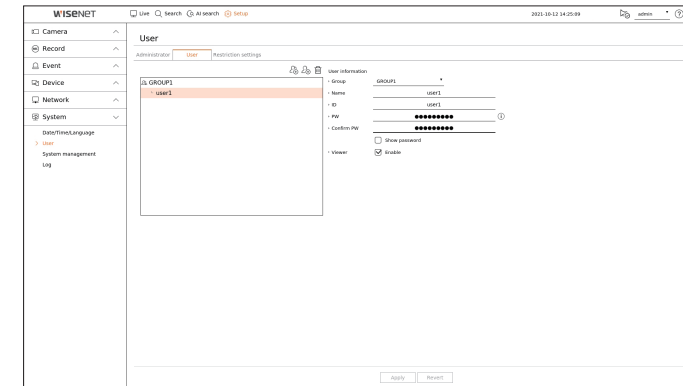 WISENET
Live Search AI search Setup 2021-10-12 14:25:09 admin
Camera
Record
Event
Device
Network
System
Date/Time/Language
User
System management
Log
User
Administrator User Restriction settings
GROUP1
user1
User information
Group GROUP1
Name user1
ID user1
PW ●●●●●●●●●
Confirm PW ●●●●●●●●●
Show password
Viewer Enable
Apply Revert